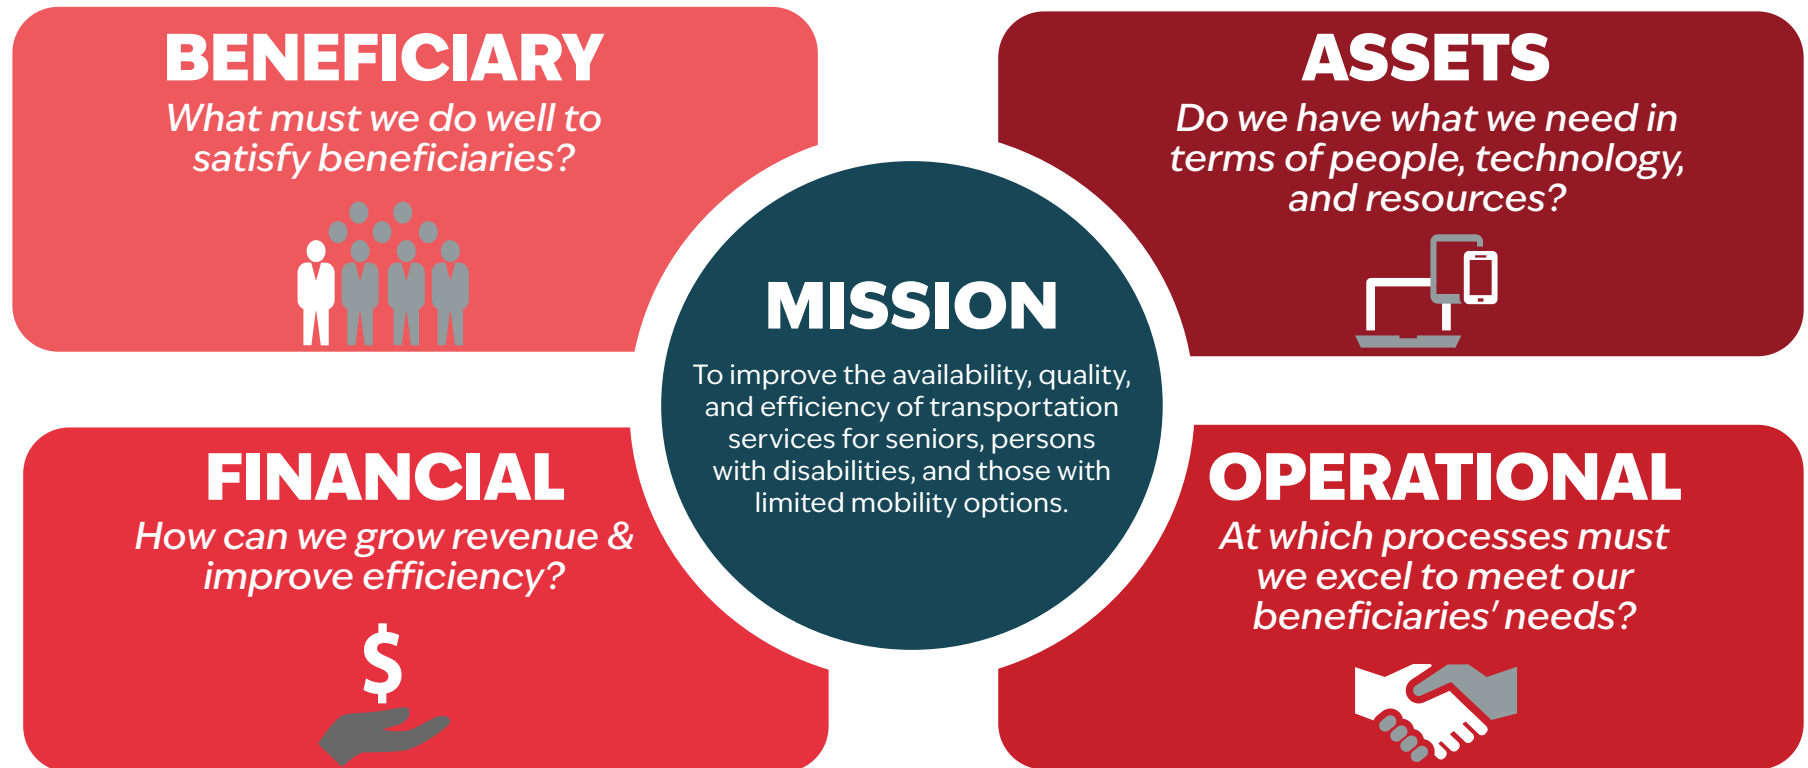 BENEFICIARY
What must we do well to
satisfy beneficiaries?
ASSETS
Do we have what we need in
terms of people, technology,
and resources?
MISSION
To improve the availability, quality,
and efficiency of transportation
services for seniors, persons
with disabilities, and those with
limited mobility options.
FINANCIAL
How can we grow revenue &
improve efficiency?
$
OPERATIONAL
At which processes must
we excel to meet our
beneficiaries' needs?